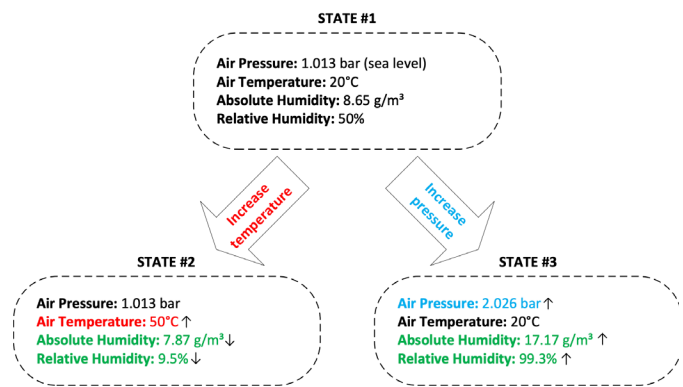 STATE #1
Air Pressure: 1.013 bar (sea level)
Air Temperature: 20°C
Absolute Humidity: 8.65 g/m³
Relative Humidity: 50%
Increase
temperature
Increase
pressure
STATE #2
Air Pressure: 1.013 bar
Air Temperature: 50°C↑
Absolute Humidity: 7.87 g/m³↓
Relative Humidity: 9.5%↓
STATE #3
Air Pressure: 2.026 bar↑
Air Temperature: 20°C
Absolute Humidity: 17.17 g/m³ ↑
Relative Humidity: 99.3% ↑